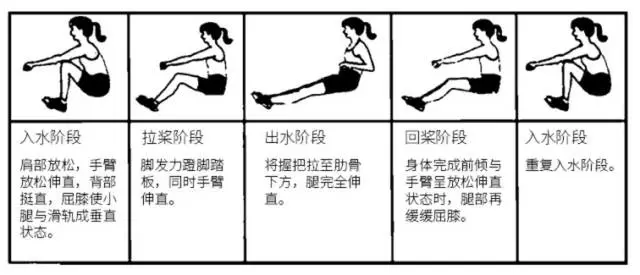 入水阶段
肩部放松，手臂
放松伸直，背部
挺直，屈膝使小
腿与滑轨成垂直
状态。
拉桨阶段
脚发力蹬脚踏
板，同时手臂
伸直。
出水阶段
将握把拉至肋骨
下方，腿完全伸
直。
回桨阶段
身体完成前倾与
手臂呈放松伸直
状态时，腿部再
缓缓屈膝。
入水阶段
重复入水阶段。